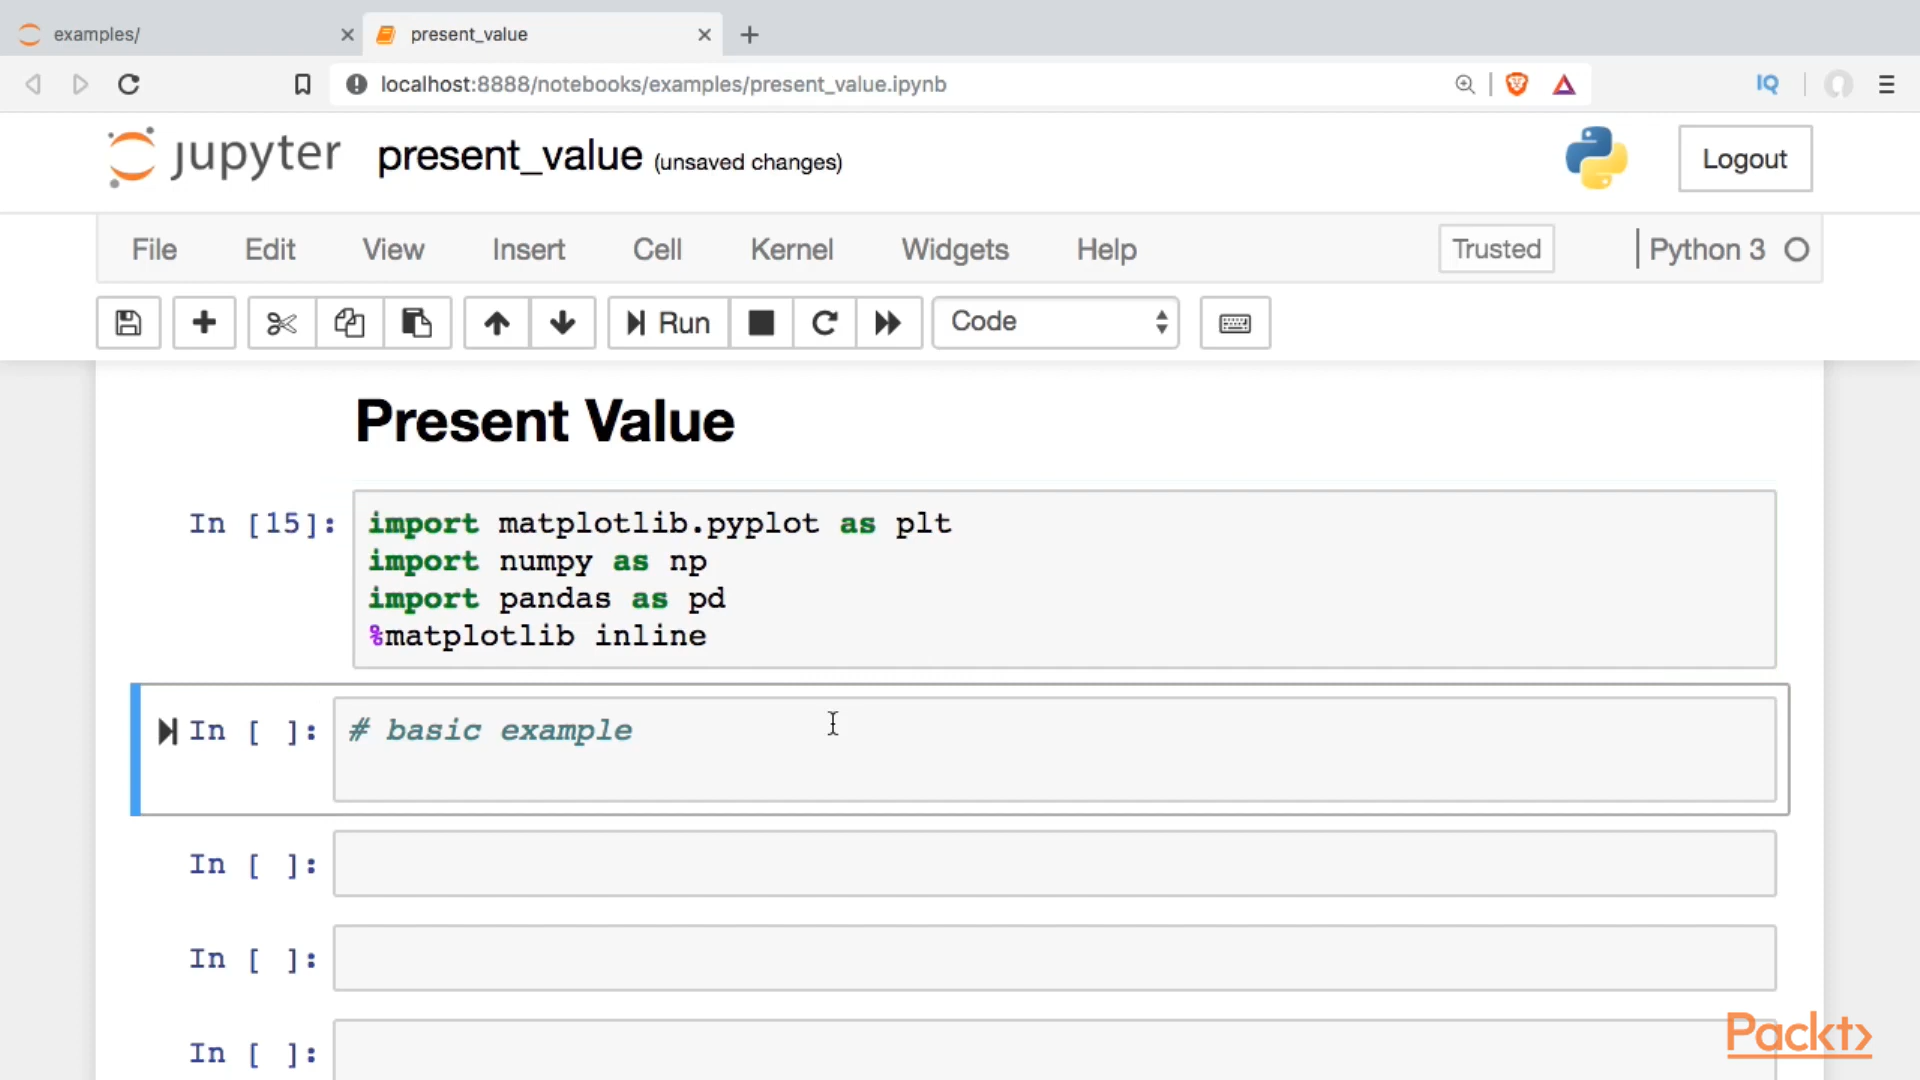 examples/
present_value
localhost:8888/notebooks/examples/present_value.ipynb
IQ
jupyter present_value (unsaved changes)
Logout
File Edit View Insert Cell Kernel Widgets Help Trusted Python 3
Run Code
Present Value
In [15]: import matplotlib.pyplot as plt
import numpy as np
import pandas as pd
%matplotlib inline
In [ ]: # basic example
In [ ]:
In [ ]:
In [ ]:
Packt>